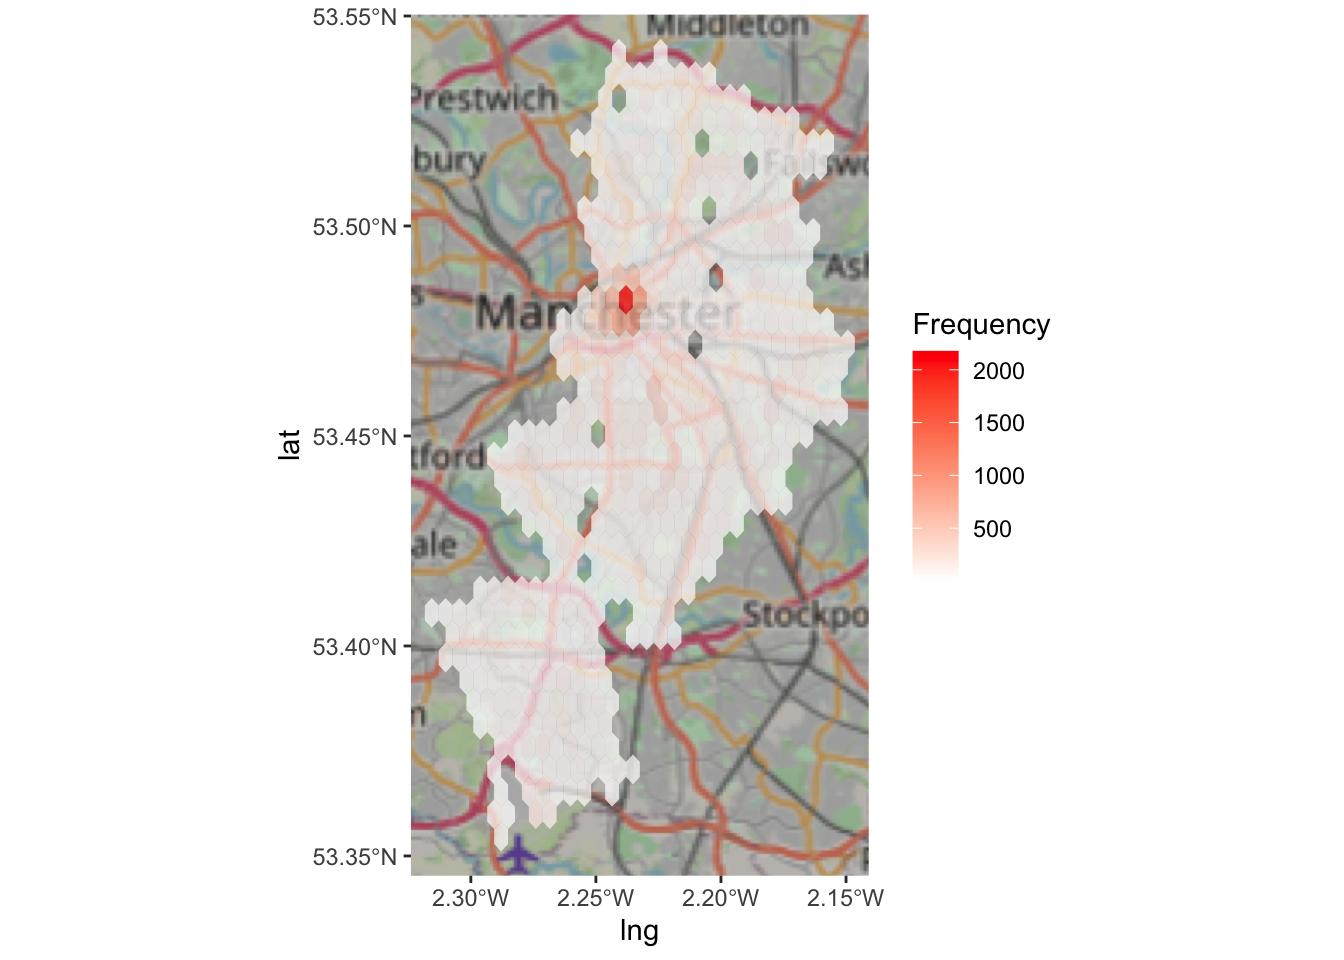 53.55°N
Middleton
Prestwich
bury
Failswo
53.50°N
Ash
Manchester
Frequency
2000
1500
1000
500
53.45°N
lat
tford
ale
Stockpo
53.40°N
53.35°N
2.30°W
2.25°W
2.20°W
2.15°W
lng